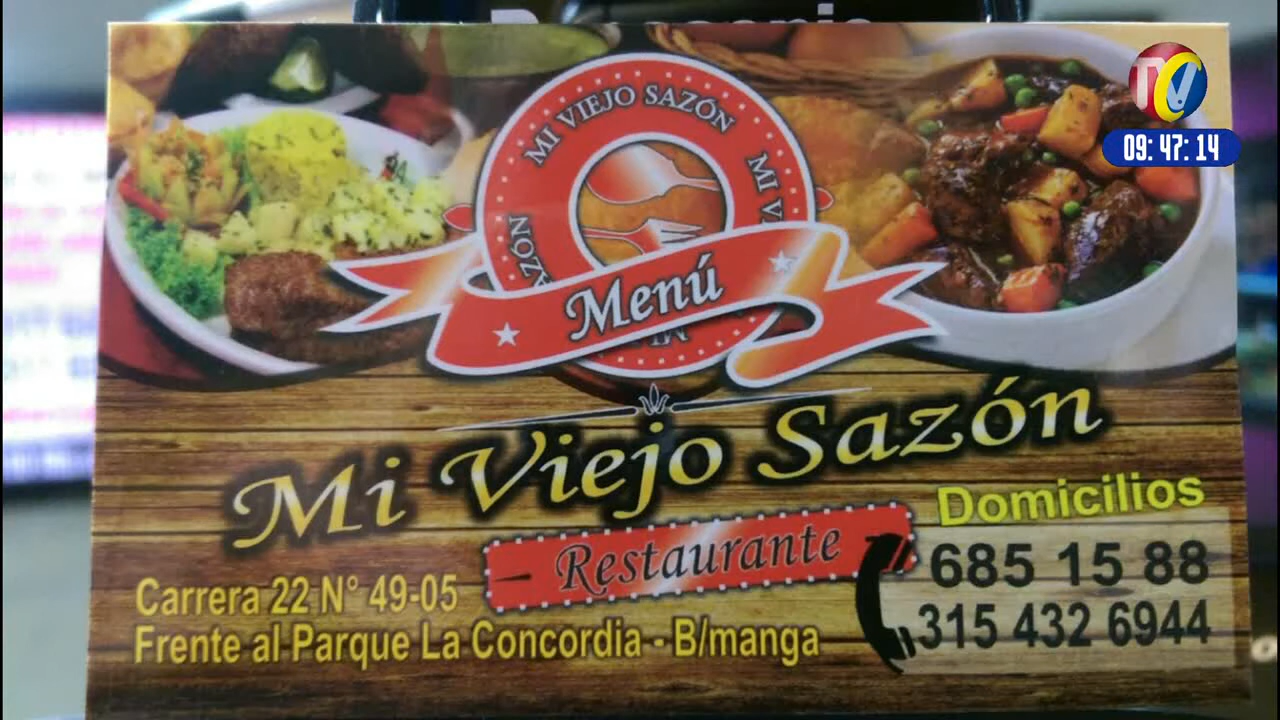 TVC!
09: 47: 14
MI VIEJO SAZÓN
Menú
Mi Viejo Sazón
Restaurante
Domicilios
685 15 88
315 432 6944
Carrera 22 N° 49-05
Frente al Parque La Concordia - B/manga